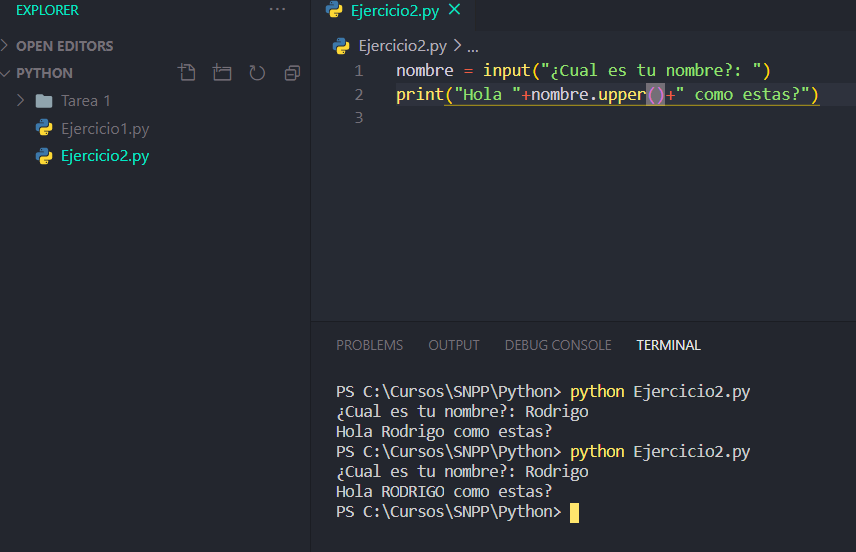 EXPLORER
...
OPEN EDITORS
PYTHON
Tarea 1
Ejercicio1.py
Ejercicio2.py
Ejercicio2.py
Ejercicio2.py > ...
1 nombre = input("¿Cual es tu nombre?: ")
2 print("Hola "+nombre.upper()+" como estas?")
3
PROBLEMS OUTPUT DEBUG CONSOLE TERMINAL
PS C:\Cursos\SNPP\Python> python Ejercicio2.py
¿Cual es tu nombre?: Rodrigo
Hola Rodrigo como estas?
PS C:\Cursos\SNPP\Python> python Ejercicio2.py
¿Cual es tu nombre?: Rodrigo
Hola RODRIGO como estas?
PS C:\Cursos\SNPP\Python>